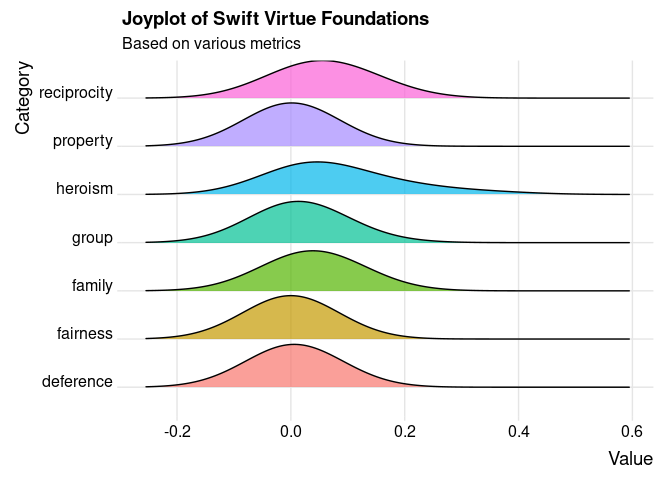 Joyplot of Swift Virtue Foundations
Based on various metrics
Category
reciprocity
property
heroism
group
family
fairness
deference
-0.2 0.0 0.2 0.4 0.6
Value